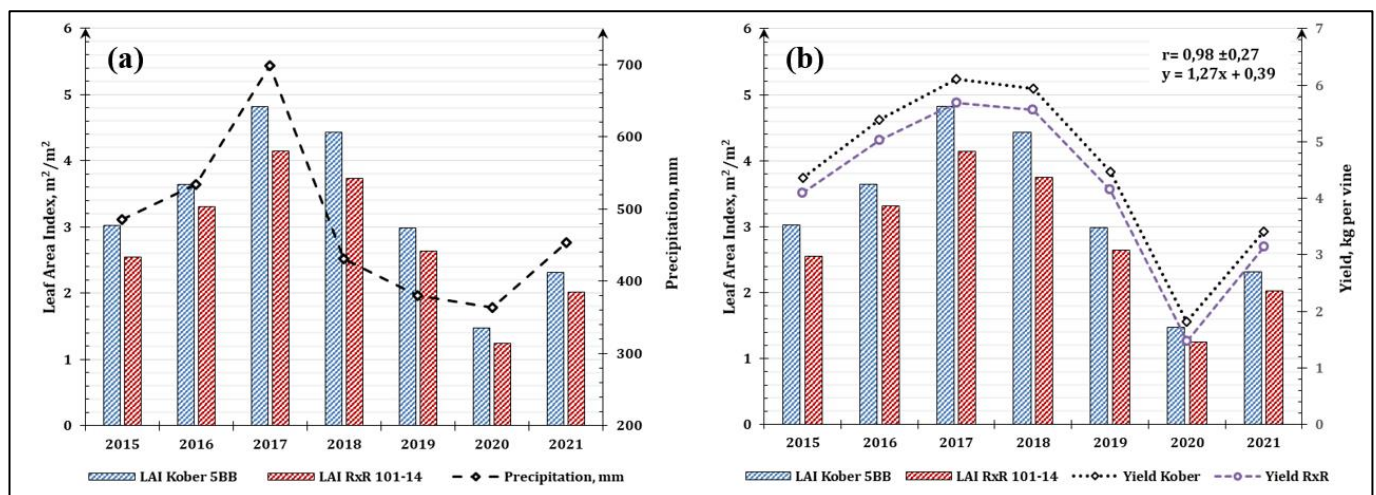 (a)
6
5
4
3
2
1
0
Leaf Area Index, m²/m²
700
600
500
400
300
200
Precipitation, mm
2015 2016 2017 2018 2019 2020 2021
LAI Kober 5BB LAI RxR 101-14 Precipitation, mm
(b)
r= 0,98 ±0,27
y = 1,27x + 0,39
6
5
4
3
2
1
0
Leaf Area Index, m²/m²
7
6
5
4
3
2
1
0
Yield, kg per vine
2015 2016 2017 2018 2019 2020 2021
LAI Kober 5BB LAI RxR 101-14 Yield Kober Yield RxR